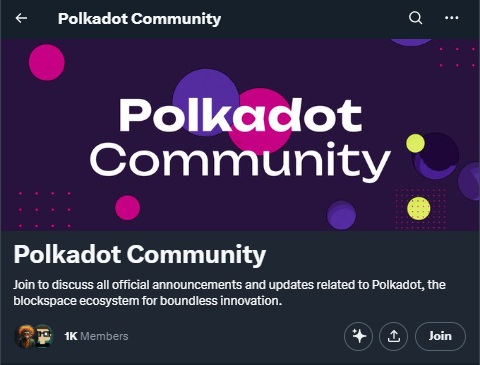 Polkadot Community
Polkadot
Community
Polkadot Community
Join to discuss all official announcements and updates related to Polkadot, the
blockspace ecosystem for boundless innovation.
1K Members
Join